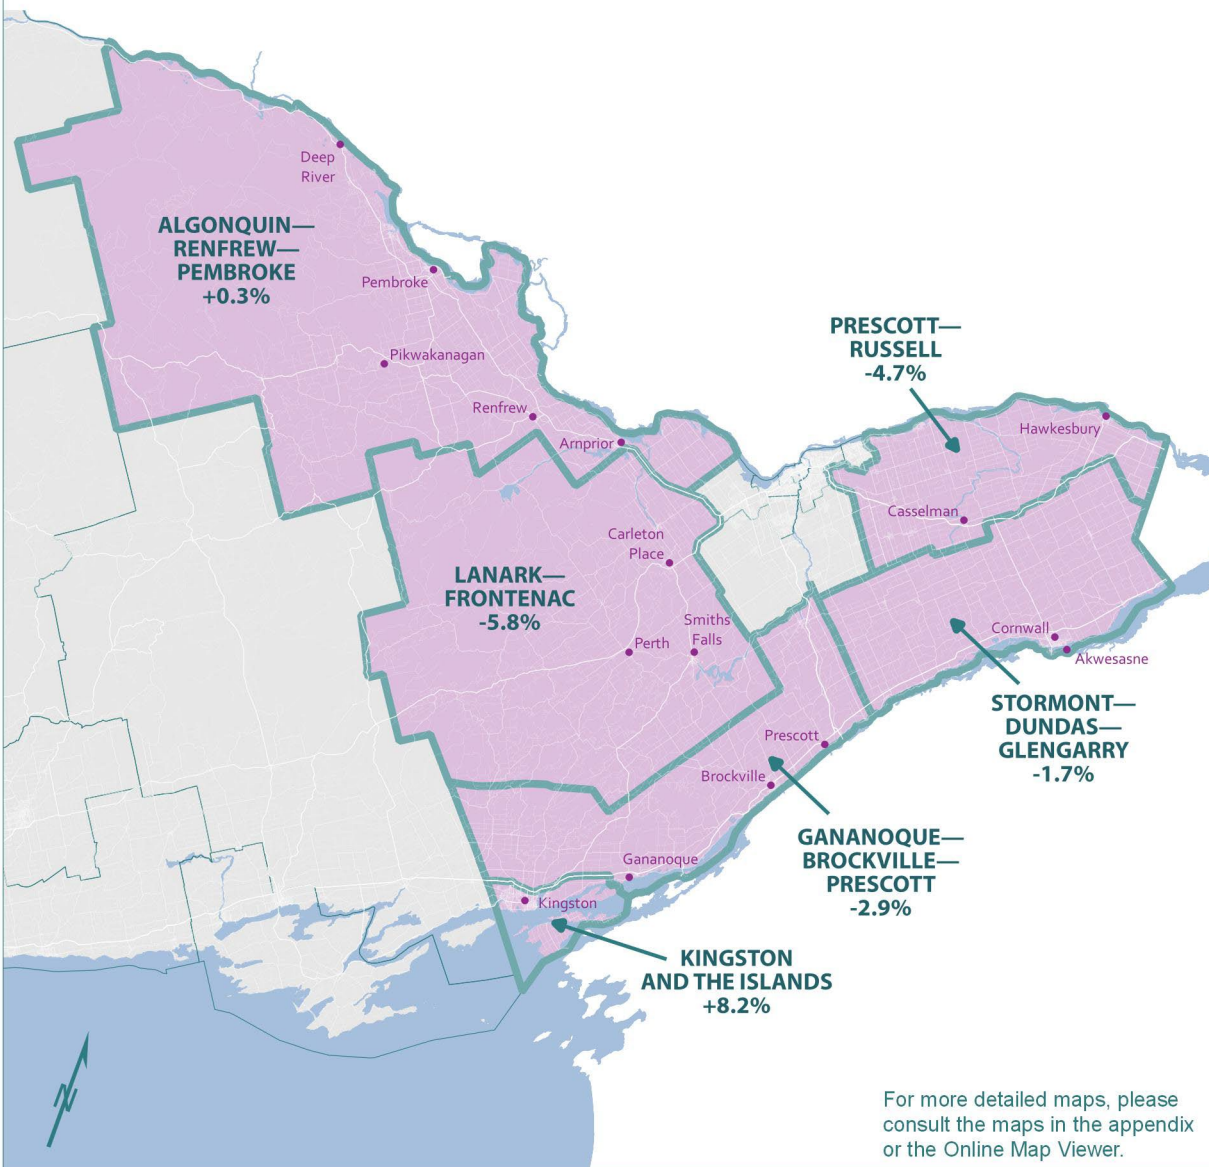 Deep
River
ALGONQUIN—
RENFREW—
PEMBROKE
+0.3%
Pembroke
Pikwakanagan
Renfrew
Arnprior
PRESCOTT—
RUSSELL
-4.7%
Hawkesbury
Casselman
Carleton
Place
LANARK—
FRONTENAC
-5.8%
Smiths
Falls
Perth
Cornwall
Akwesasne
STORMONT—
DUNDAS—
GLENGARRY
-1.7%
Prescott
Brockville
GANANOQUE—
BROCKVILLE—
PRESCOTT
-2.9%
Gananoque
Kingston
KINGSTON
AND THE ISLANDS
+8.2%
N
For more detailed maps, please
consult the maps in the appendix
or the Online Map Viewer.